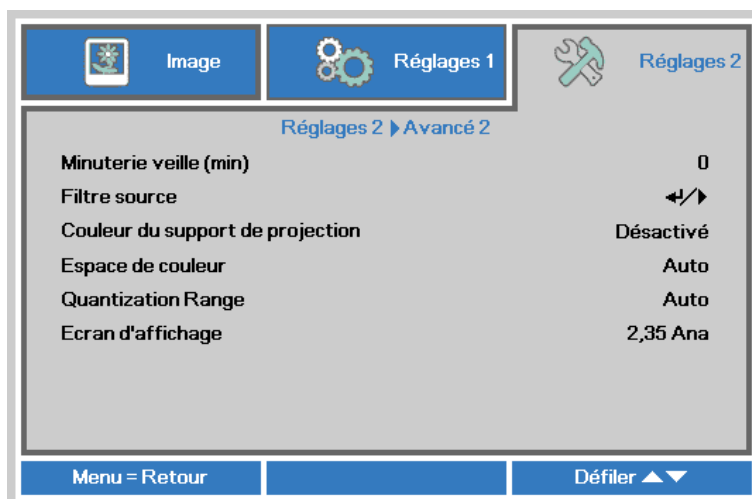 Image Réglages 1 Réglages 2
Réglages 2 ▶ Avancé 2
Minuterie veille (min) 0
Filtre source ↵/▶
Couleur du support de projection Désactivé
Espace de couleur Auto
Quantization Range Auto
Ecran d'affichage 2,35 Ana
Menu = Retour Défiler ▲▼